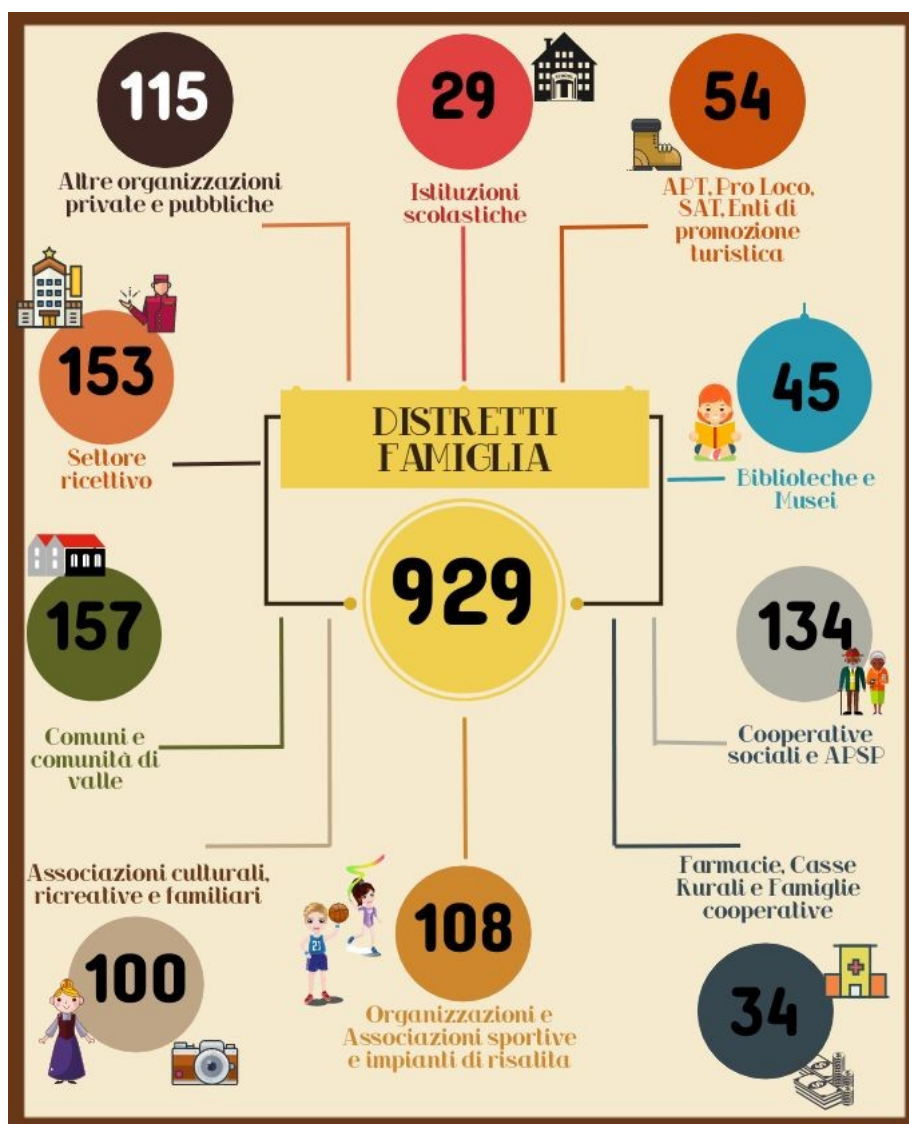 115
Altre organizzazioni
private e pubbliche
29
Istituzioni
scolastiche
54
APT, Pro Loco,
SAT, Enti di
promozione
turistica
153
Settore
ricettivo
DISTRETTI
FAMIGLIA
45
Biblioteche e
Musei
929
157
Comuni e
comunità di
valle
134
Cooperative
sociali e APSP
Associazioni culturali,
ricreative e familiari
100
108
Organizzazioni e
Associazioni sportive
e impianti di risalita
Farmacie, Casse
Rurali e Famiglie
cooperative
34